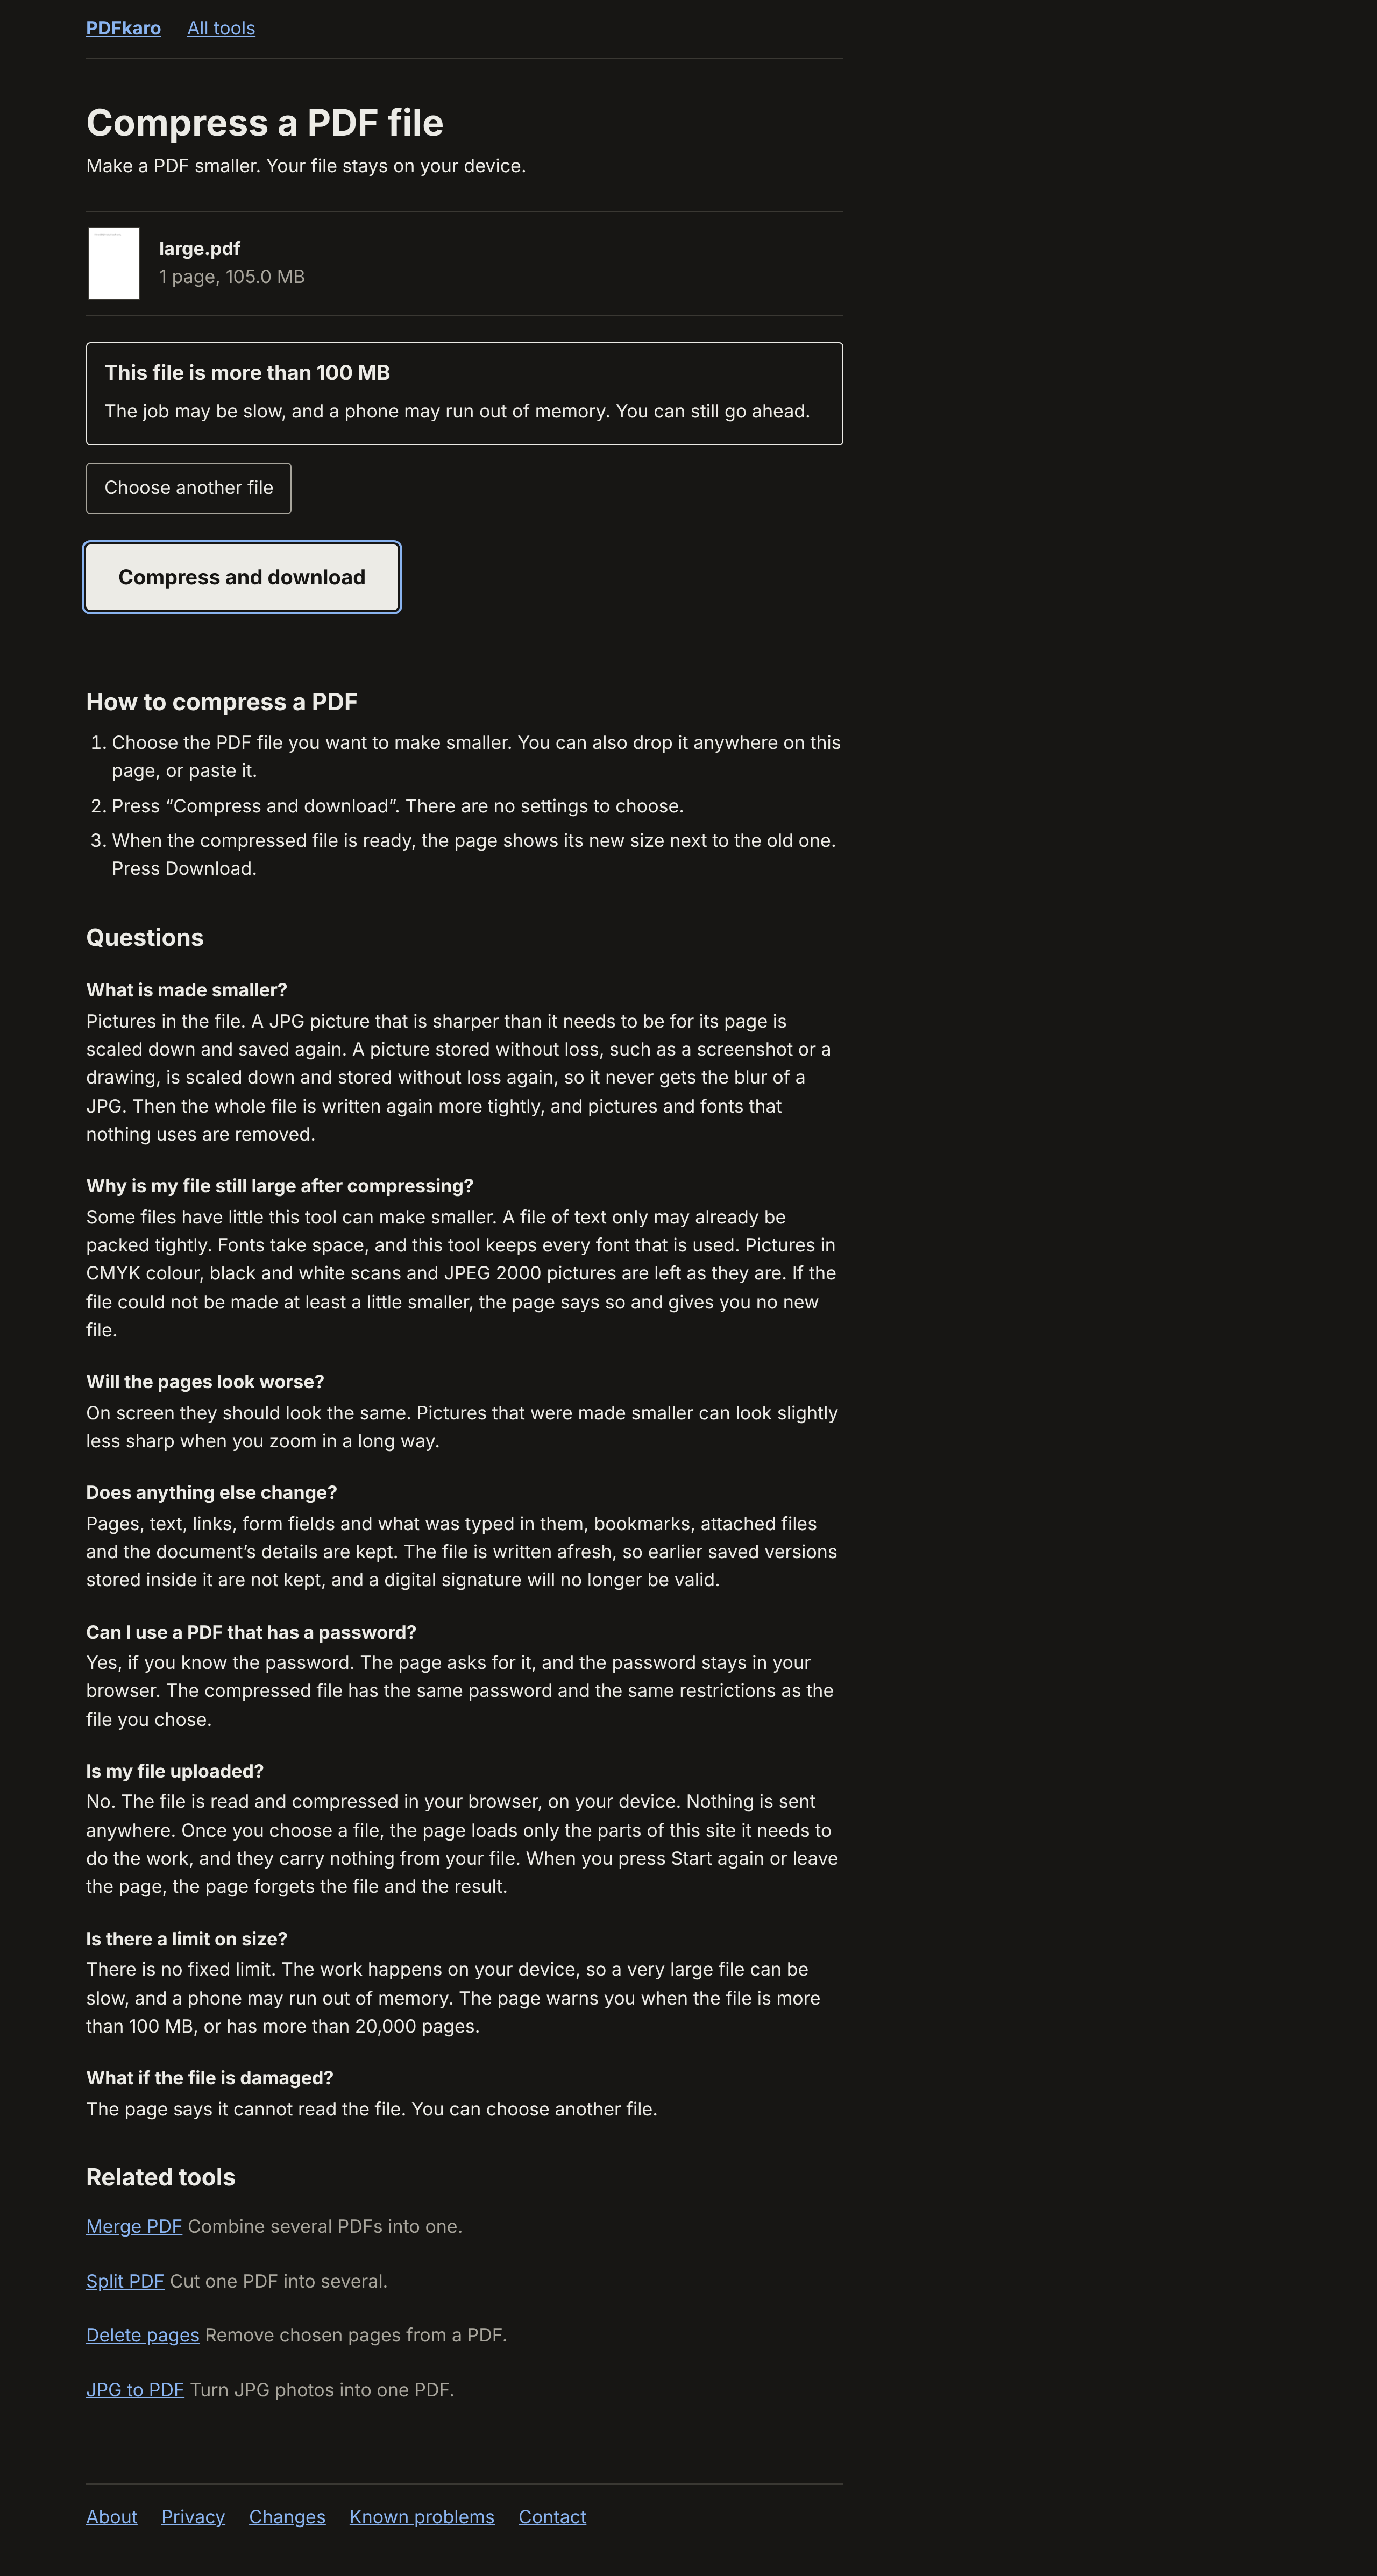 PDFkaro All tools
Compress a PDF file
Make a PDF smaller. Your file stays on your device.
large.pdf
1 page, 105.0 MB
This file is more than 100 MB
The job may be slow, and a phone may run out of memory. You can still go ahead.
Choose another file
Compress and download
How to compress a PDF
1. Choose the PDF file you want to make smaller. You can also drop it anywhere on this
page, or paste it.
2. Press “Compress and download”. There are no settings to choose.
3. When the compressed file is ready, the page shows its new size next to the old one.
Press Download.
Questions
What is made smaller?
Pictures in the file. A JPG picture that is sharper than it needs to be for its page is
scaled down and saved again. A picture stored without loss, such as a screenshot or a
drawing, is scaled down and stored without loss again, so it never gets the blur of a
JPG. Then the whole file is written again more tightly, and pictures and fonts that
nothing uses are removed.
Why is my file still large after compressing?
Some files have little this tool can make smaller. A file of text only may already be
packed tightly. Fonts take space, and this tool keeps every font that is used. Pictures in
CMYK colour, black and white scans and JPEG 2000 pictures are left as they are. If the
file could not be made at least a little smaller, the page says so and gives you no new
file.
Will the pages look worse?
On screen they should look the same. Pictures that were made smaller can look slightly
less sharp when you zoom in a long way.
Does anything else change?
Pages, text, links, form fields and what was typed in them, bookmarks, attached files
and the document’s details are kept. The file is written afresh, so earlier saved versions
stored inside it are not kept, and a digital signature will no longer be valid.
Can I use a PDF that has a password?
Yes, if you know the password. The page asks for it, and the password stays in your
browser. The compressed file has the same password and the same restrictions as the
file you chose.
Is my file uploaded?
No. The file is read and compressed in your browser, on your device. Nothing is sent
anywhere. Once you choose a file, the page loads only the parts of this site it needs to
do the work, and they carry nothing from your file. When you press Start again or leave
the page, the page forgets the file and the result.
Is there a limit on size?
There is no fixed limit. The work happens on your device, so a very large file can be
slow, and a phone may run out of memory. The page warns you when the file is more
than 100 MB, or has more than 20,000 pages.
What if the file is damaged?
The page says it cannot read the file. You can choose another file.
Related tools
Merge PDF Combine several PDFs into one.
Split PDF Cut one PDF into several.
Delete pages Remove chosen pages from a PDF.
JPG to PDF Turn JPG photos into one PDF.
About Privacy Changes Known problems Contact